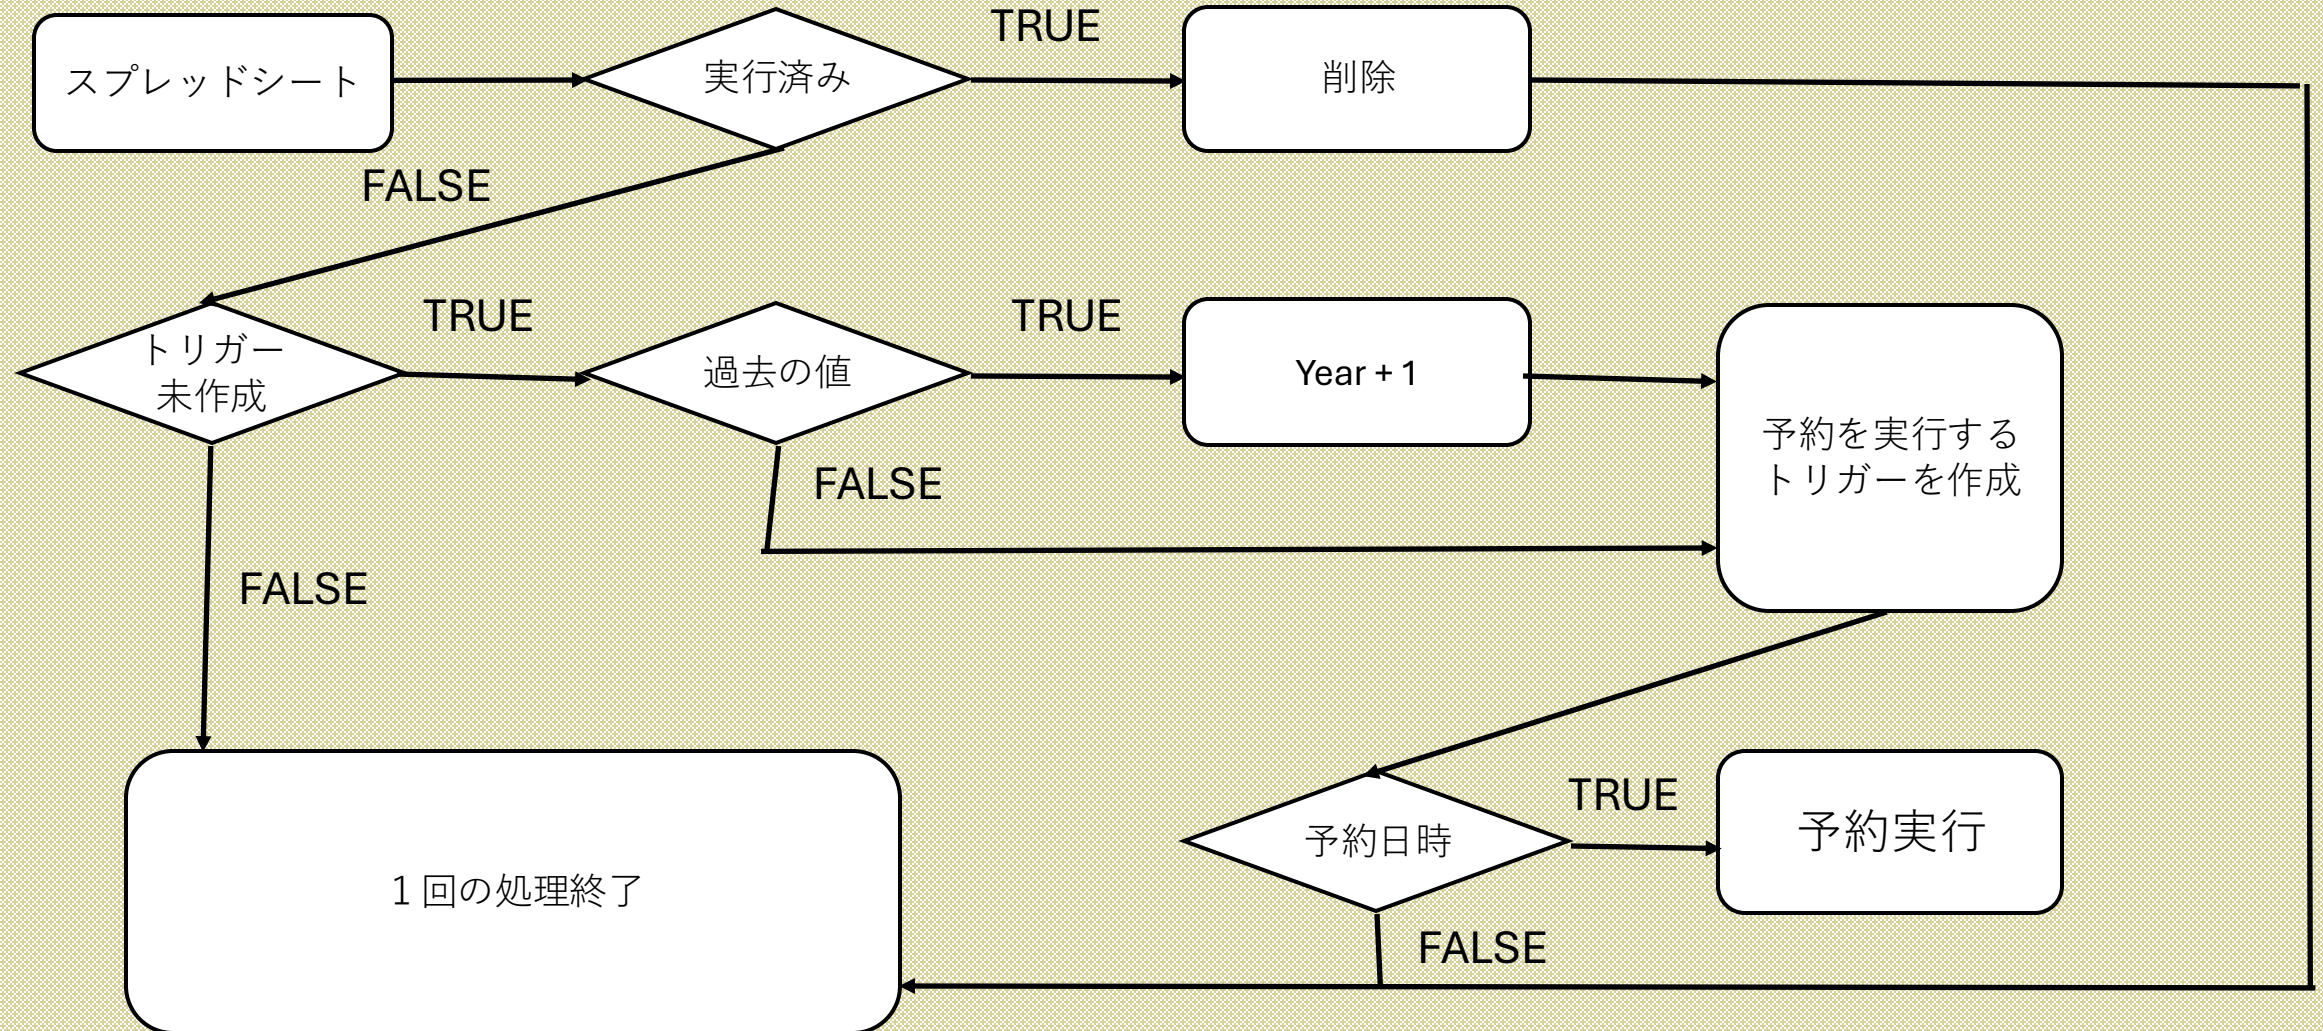 スプレッドシート
実行済み
TRUE
削除
FALSE
トリガー
未作成
TRUE
過去の値
TRUE
Year + 1
予約を実行する
トリガーを作成
FALSE
FALSE
1回の処理終了
予約日時
TRUE
予約実行
FALSE